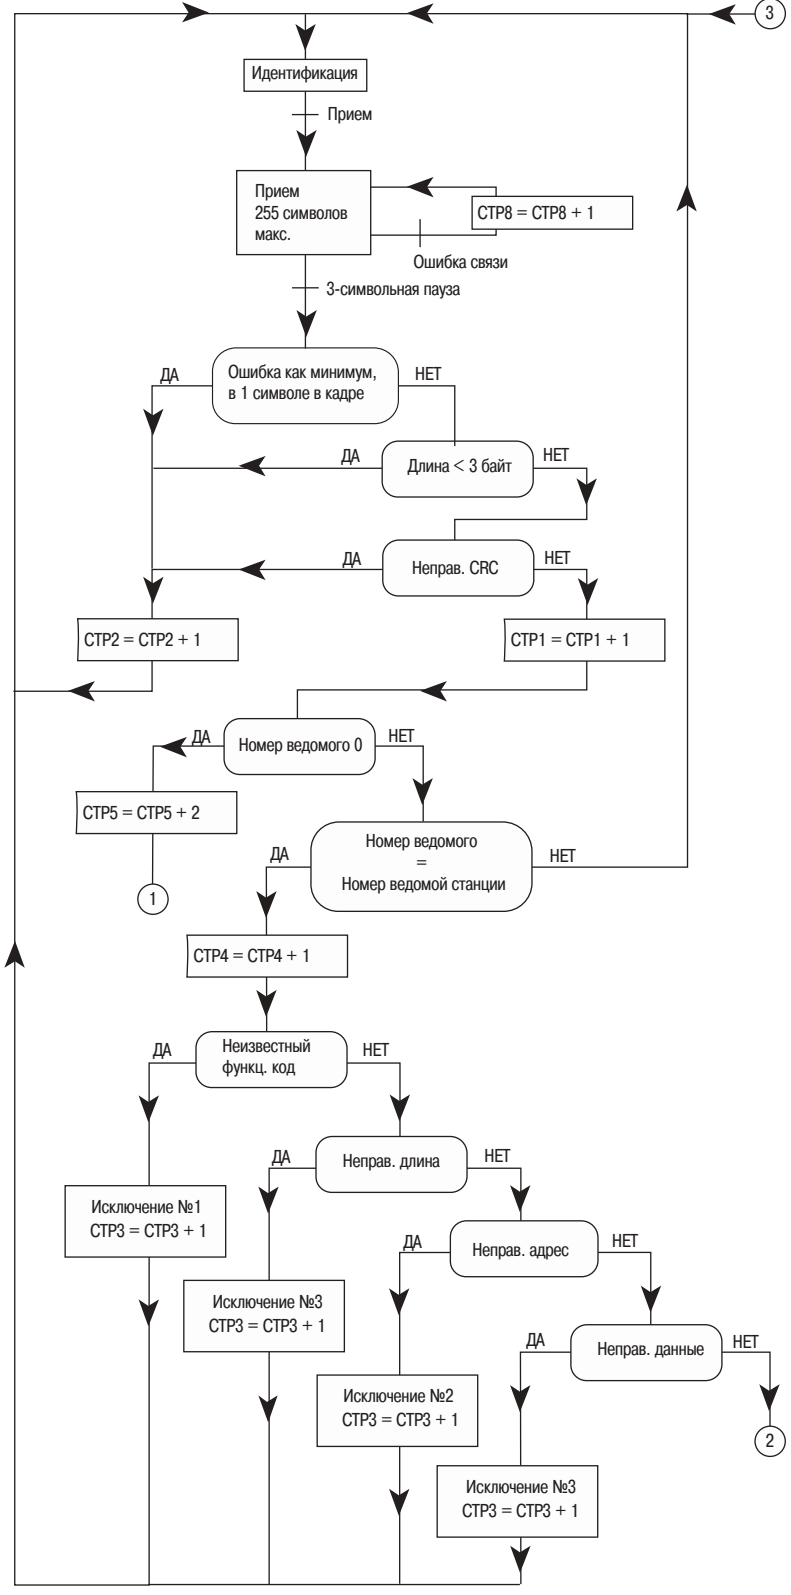 3
Идентификация
Прием
Прием
255 символов
макс.
СТР8 = СТР8 + 1
Ошибка связи
3-символьная пауза
Ошибка как минимум,
в 1 символе в кадре
ДА
НЕТ
Длина < 3 байт
ДА
НЕТ
Неправ. CRC
ДА
НЕТ
СТР2 = СТР2 + 1
СТР1 = СТР1 + 1
Номер ведомого 0
ДА
НЕТ
СТР5 = СТР5 + 2
1
Номер ведомого
=
Номер ведомой станции
ДА
НЕТ
СТР4 = СТР4 + 1
Неизвестный
функц. код
ДА
НЕТ
Неправ. длина
ДА
НЕТ
Исключение №1
СТР3 = СТР3 + 1
Неправ. адрес
ДА
НЕТ
Исключение №3
СТР3 = СТР3 + 1
Неправ. данные
ДА
НЕТ
Исключение №2
СТР3 = СТР3 + 1
2
Исключение №3
СТР3 = СТР3 + 1